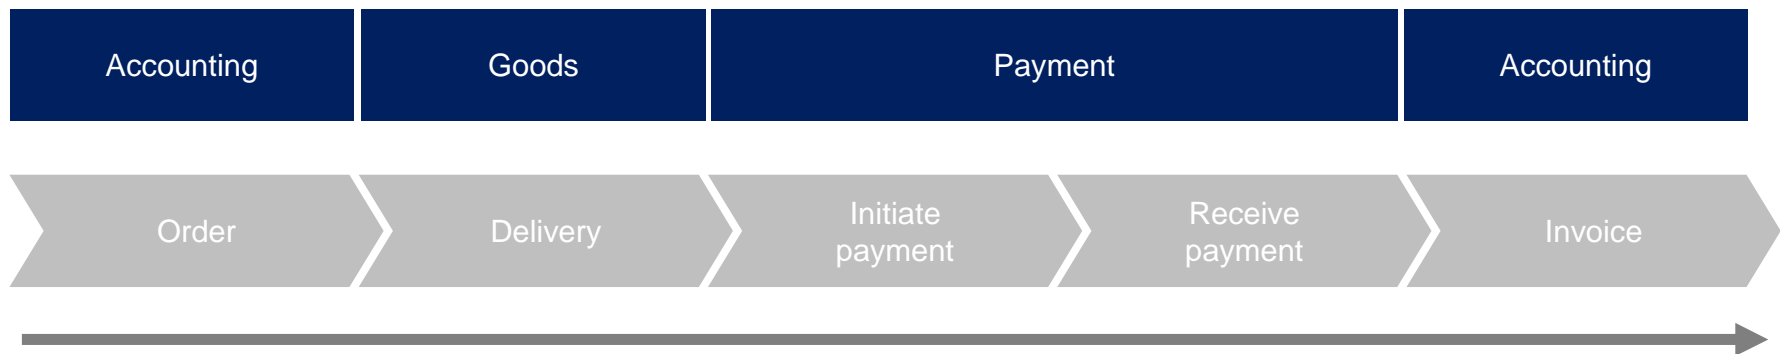 Accounting
Goods
Payment
Accounting
Order
Delivery
Initiate
payment
Receive
payment
Invoice